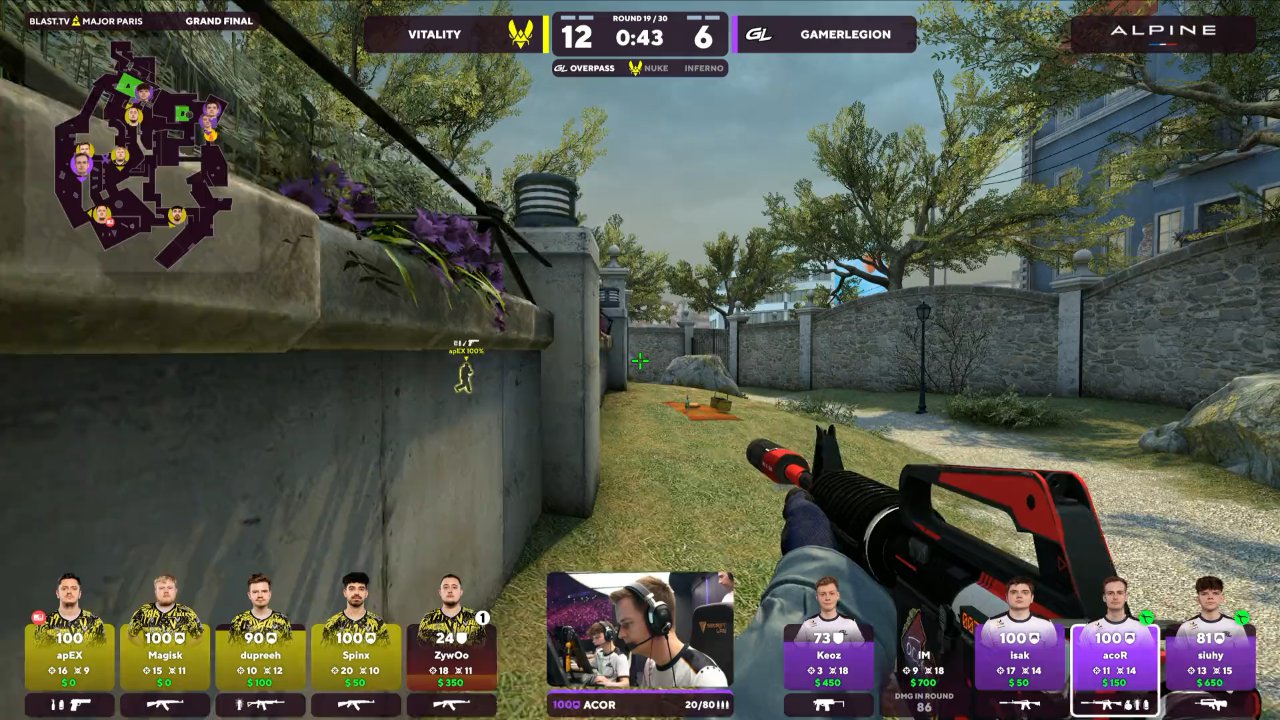 BLAST.TV MAJOR PARIS GRAND FINAL
VITALITY 12 ROUND 19 / 30 0:43 6 GL GAMERLEGION
ALPINE
GL OVERPASS NUKE INFERNO
apEX 100%
100 100 90 100 24 1 73 100 100 81
apEX Magisk dupreeh Spinx ZywOo Keoz iM isak acoR siuhy
16 9 15 11 10 12 20 10 18 11 3 18 9 18 17 14 11 14 13 15
$0 $0 $100 $50 $350 $450 $700 $50 $150 $650
DMG IN ROUND
86
100 ACOR 20/80